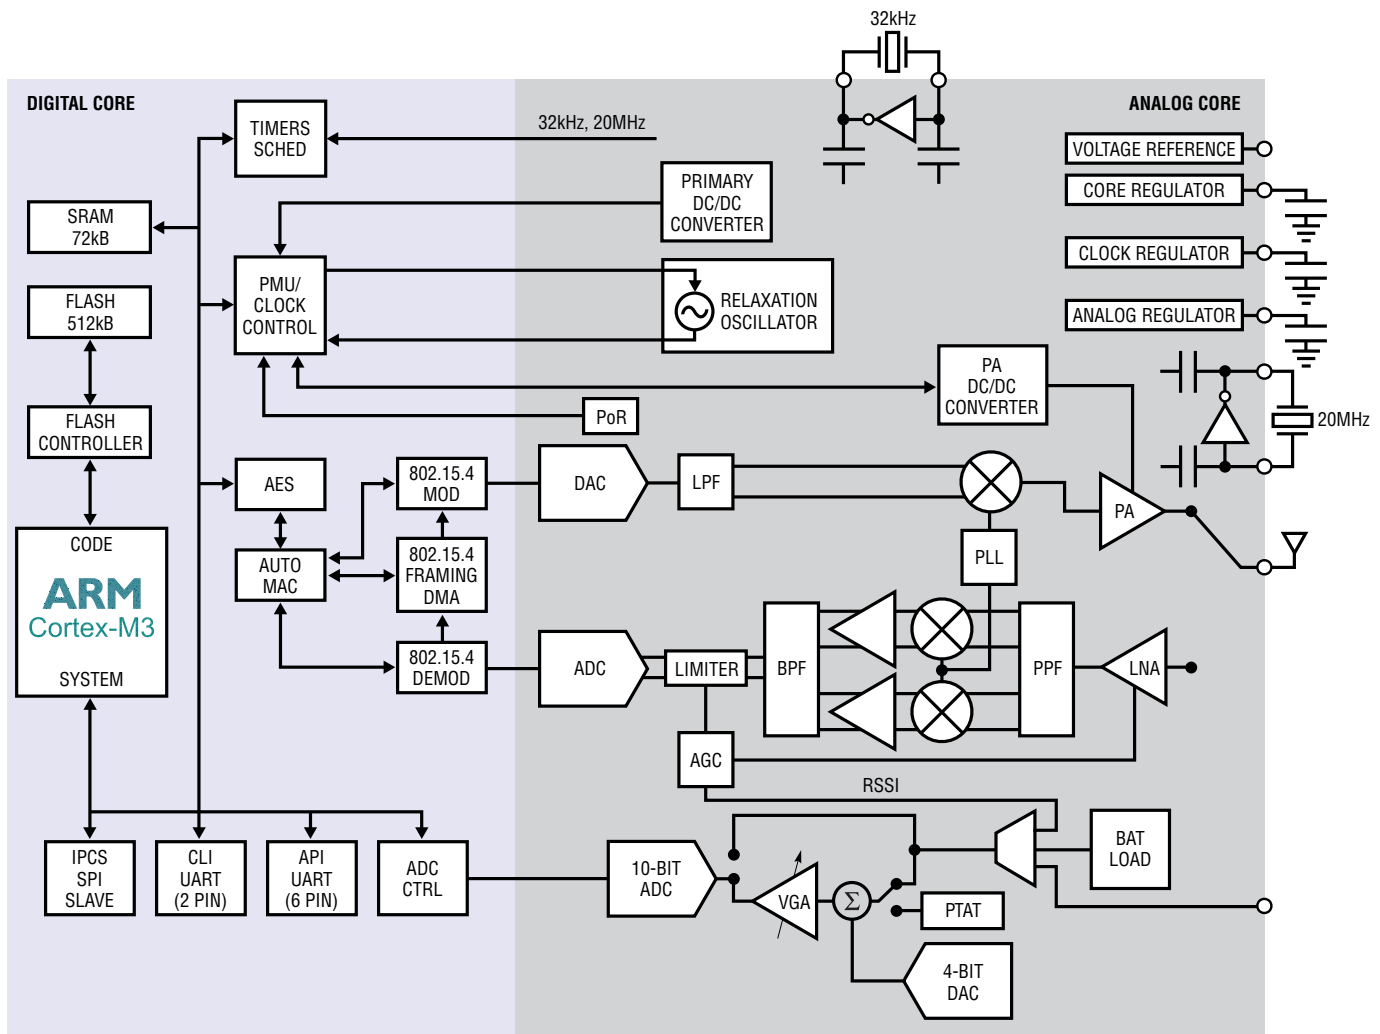 32kHz
DIGITAL CORE
ANALOG CORE
TIMERS
SCHED
32kHz, 20MHz
VOLTAGE REFERENCE
PRIMARY
DC/DC
CONVERTER
CORE REGULATOR
SRAM
72kB
CLOCK REGULATOR
FLASH
512kB
PMU/
CLOCK
CONTROL
RELAXATION
OSCILLATOR
ANALOG REGULATOR
PA
DC/DC
CONVERTER
FLASH
CONTROLLER
PoR
20MHz
AES
802.15.4
MOD
DAC
LPF
PA
CODE
ARM
Cortex-M3
SYSTEM
AUTO
MAC
802.15.4
FRAMING
DMA
PLL
802.15.4
DEMOD
ADC
LIMITER
BPF
PPF
LNA
AGC
RSSI
IPCS
SPI
SLAVE
CLI
UART
(2 PIN)
API
UART
(6 PIN)
ADC
CTRL
10-BIT
ADC
VGA
Σ
BAT
LOAD
PTAT
4-BIT
DAC